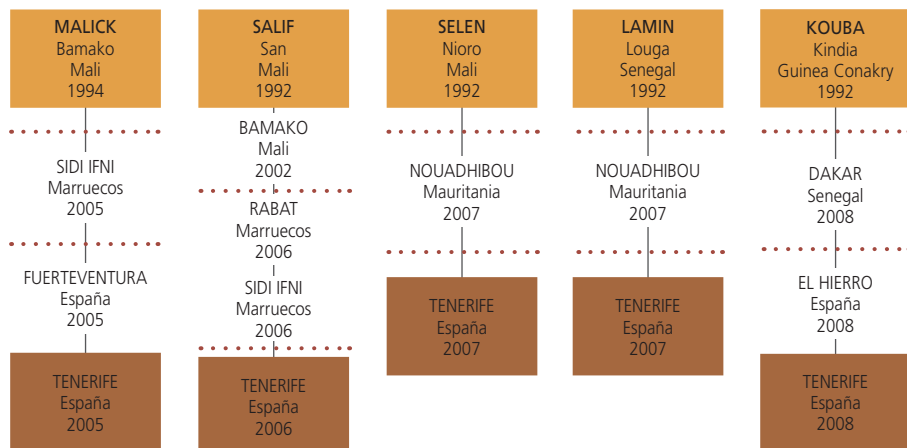 MALICK
Bamako
Mali
1994
SIDI IFNI
Marruecos
2005
FUERTEVENTURA
España
2005
TENERIFE
España
2005
SALIF
San
Mali
1992
BAMAKO
Mali
2002
RABAT
Marruecos
2006
SIDI IFNI
Marruecos
2006
TENERIFE
España
2006
SELEN
Nioro
Mali
1992
NOUADHIBOU
Mauritania
2007
TENERIFE
España
2007
LAMIN
Louga
Senegal
1992
NOUADHIBOU
Mauritania
2007
TENERIFE
España
2007
KOUBA
Kindia
Guinea Conakry
1992
DAKAR
Senegal
2008
EL HIERRO
España
2008
TENERIFE
España
2008